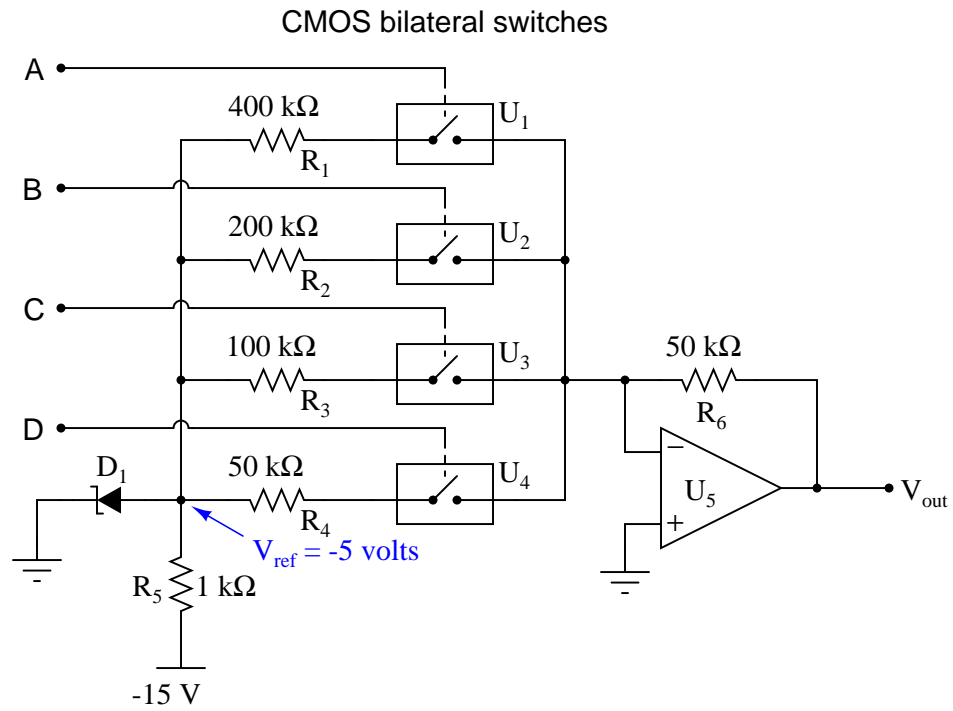 CMOS bilateral switches
A
400 kΩ
U1
R1
B
200 kΩ
U2
R2
C
100 kΩ
U3
R3
50 kΩ
R6
D
D1
50 kΩ
U4
R4
−
U5
+
Vout
Vref = -5 volts
R5
1 kΩ
-15 V